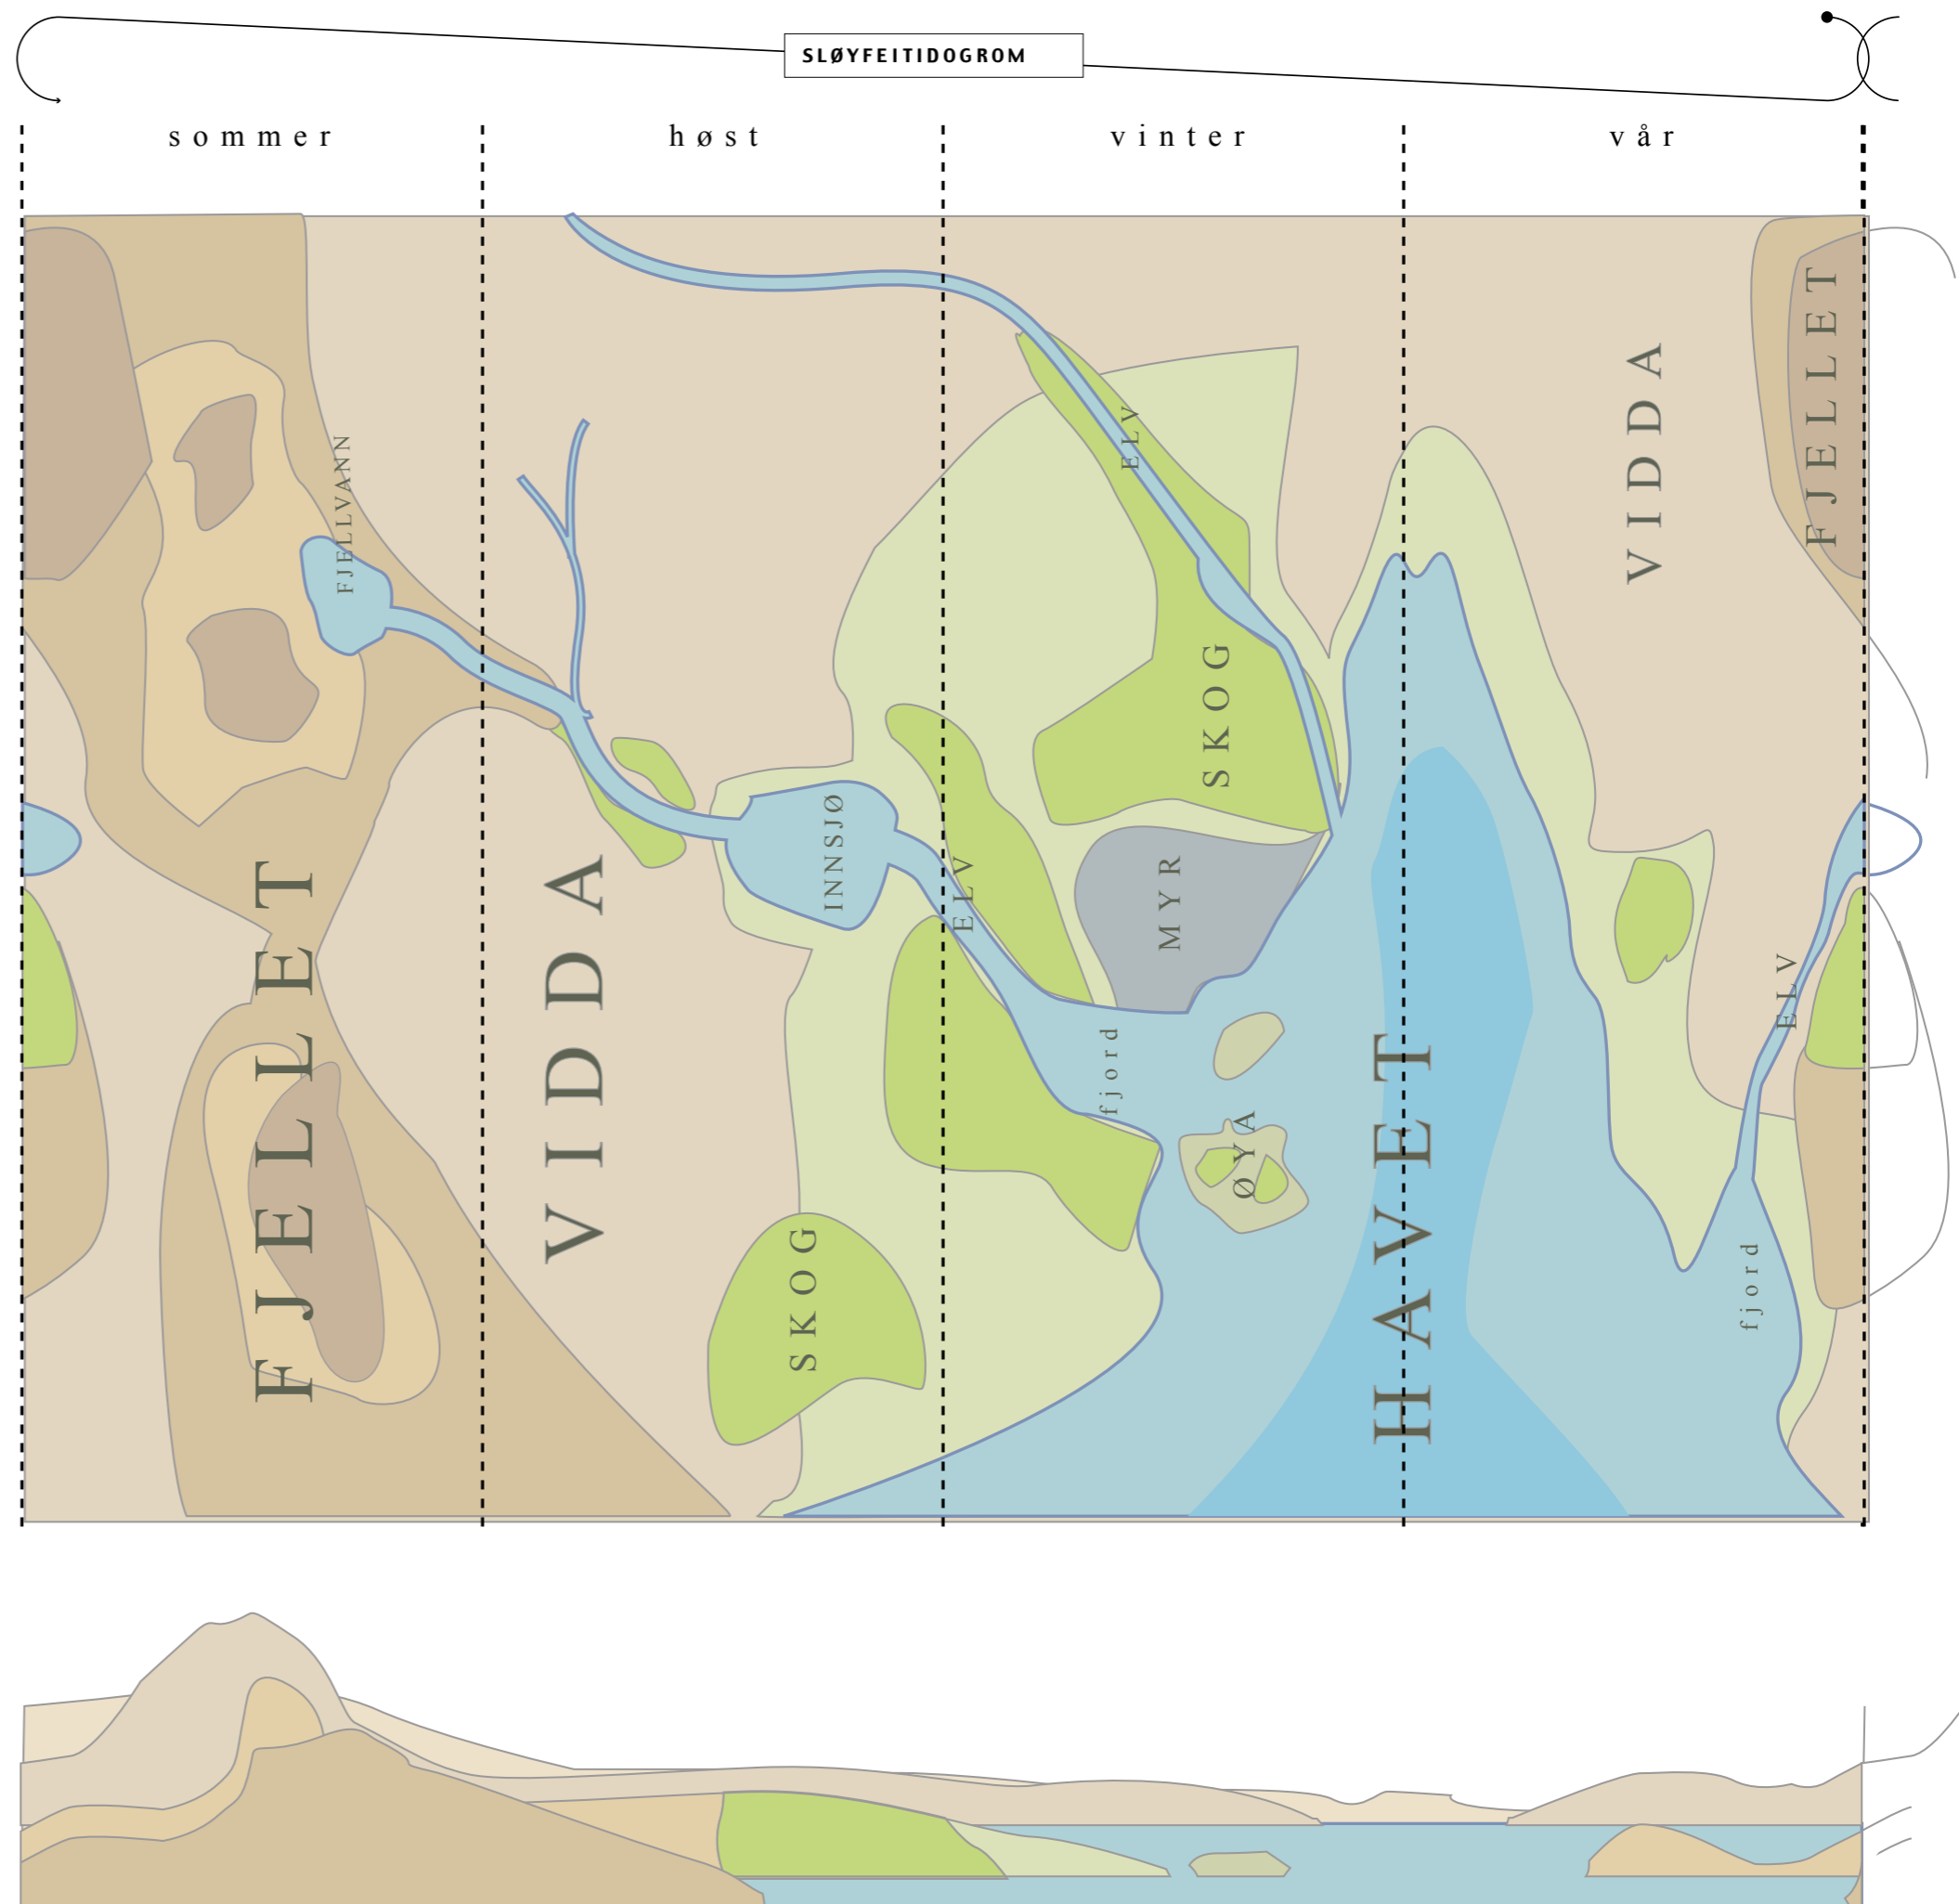 SLØYFEITIDOGROM
sommer
høst
vinter
vår
FJELLVANN
FJELLET
VIDDA
INNSJØ
SKOG
ELV
ELV
SKOG
MYR
fjord
ØYA
HAVET
VIDDA
FJELLET
ELV
fjord